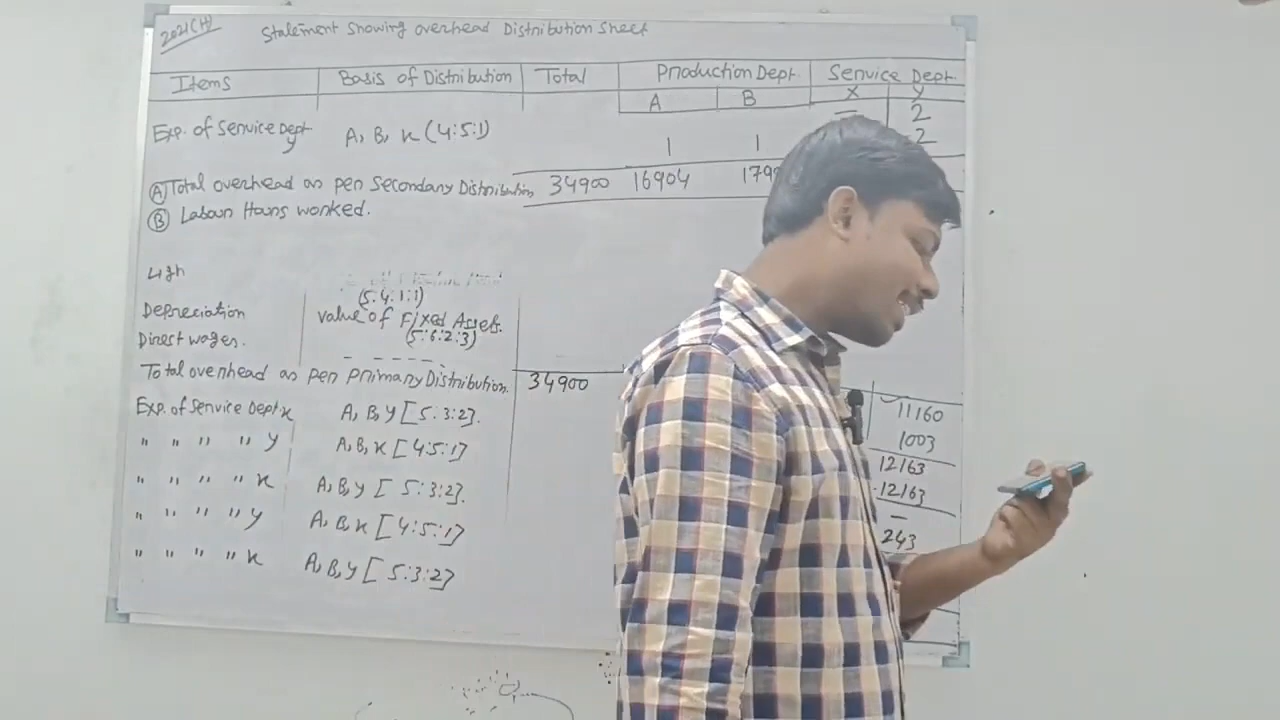 2021(H) Statement Showing overhead Distribution Sheet
Items Basis of Distribution Total Production Dept. Service Dept.
A B X Y
2
Exp. of Service Dept y A, B, x (4:5:1) 1 1 2
(A) Total overhead as per Secondary Distribution 34900 16904
(B) Labour Hours worked.
Ligh
(5:4:1:1)
Depreciation value of Fixed Assets.
(5:6:2:3)
Direct wages.
Total overhead as per primary Distribution. 34900
Exp. of Service Dept x A, B, y [5:3:2]. 11160
" " " " y A, B, x [4:5:1] 1003
12163
" " " " x A, B, y [5:3:2]. 12163
" " " " y A, B, x [4:5:1] –
243
" " " " x A, B, y [5:3:2]